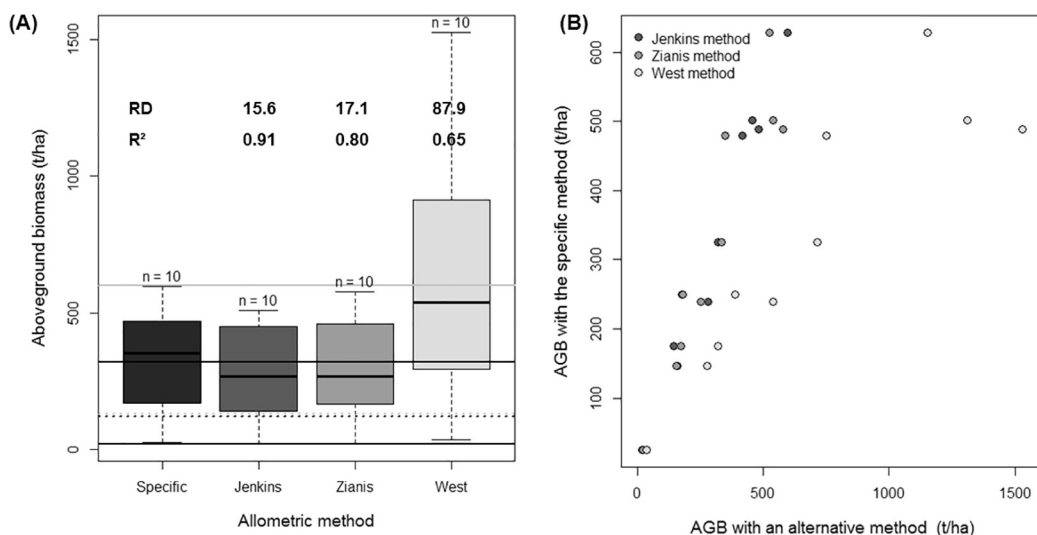 (A)
n = 10
1500
RD 15.6 17.1 87.9
R² 0.91 0.80 0.65
1000
Aboveground biomass (t/ha)
n = 10
n = 10
n = 10
500
0
Specific Jenkins Zianis West
Allometric method
(B)
Jenkins method
Zianis method
West method
600
500
400
300
200
100
AGB with the specific method (t/ha)
0 500 1000 1500
AGB with an alternative method (t/ha)